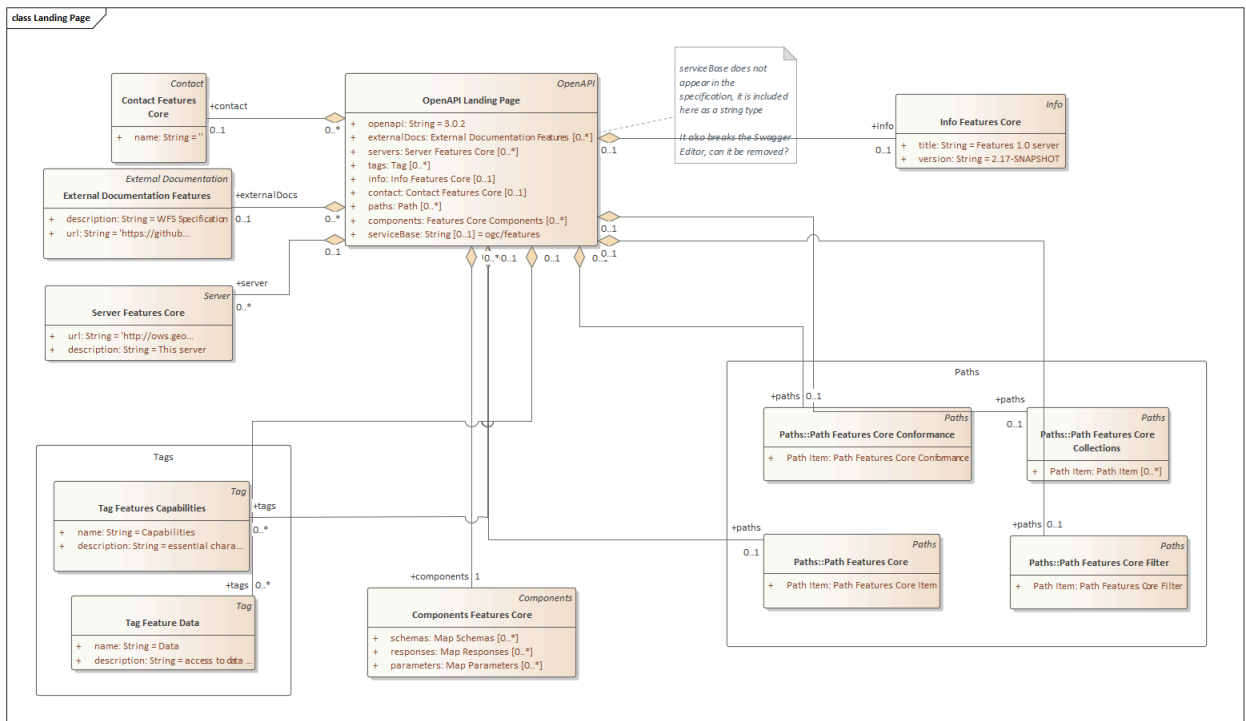 class Landing Page
Contact
Contact Features
Core
+ name: String = ''
+contact
0..1
0..*
OpenAPI
OpenAPI Landing Page
+ openapi: String = 3.0.2
+ externalDocs: External Documentation Features [0..*]
+ servers: Server Features Core [0..*]
+ tags: Tag [0..*]
+ info: Info Features Core [0..1]
+ contact: Contact Features Core [0..1]
+ paths: Path [0..*]
+ components: Features Core Components [0..*]
+ serviceBase: String [0..1] = ogc/features
serviceBase does not
appear in the
specification, it is included
here as a string type
It also breaks the Swagger
Editor, can it be removed?
0..1
+info
0..1
Info
Info Features Core
+ title: String = Features 1.0 server
+ version: String = 2.17-SNAPSHOT
External Documentation
External Documentation Features
+ description: String = WFS Specification
+ url: String = 'https://github...
+externalDocs
0..1
0..*
0..1
+server
0..*
Server
Server Features Core
+ url: String = 'http://ows.geo...
+ description: String = This server
0..1
0..1
0..*
0..1
0..1
0..1
Paths
+paths 0..1
+paths
0..1
Paths
Paths::Path Features Core Conformance
+ Path Item: Path Features Core Conformance
Paths
Paths::Path Features Core
Collections
+ Path Item: Path Item [0..*]
Tags
Tag
Tag Features Capabilities
+ name: String = Capabilities
+ description: String = essential chara...
+tags
0..*
+paths
0..1
Paths
Paths::Path Features Core
+ Path Item: Path Features Core Item
+paths 0..1
Paths
Paths::Path Features Core Filter
+ Path Item: Path Features Core Filter
+tags 0..*
Tag
Tag Feature Data
+ name: String = Data
+ description: String = access to data ...
+components 1
Components
Components Features Core
+ schemas: Map Schemas [0..*]
+ responses: Map Responses [0..*]
+ parameters: Map Parameters [0..*]